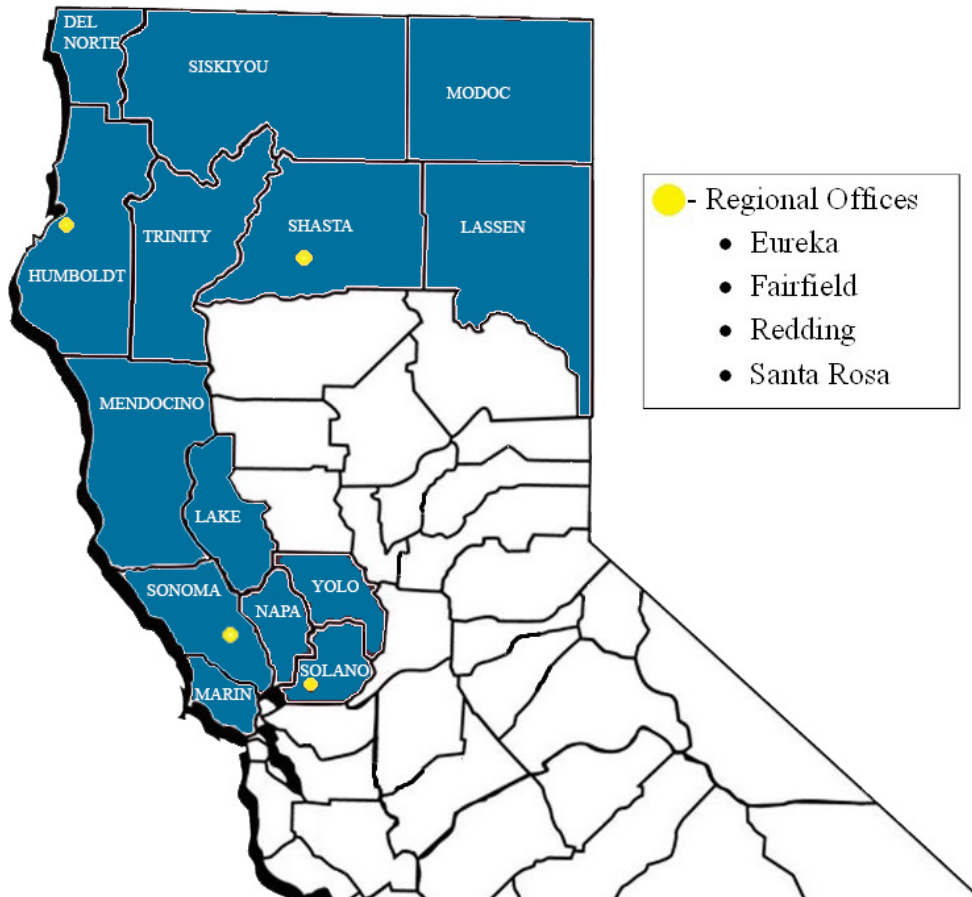 DEL
NORTE
SISKIYOU
MODOC
- Regional Offices
• Eureka
• Fairfield
• Redding
• Santa Rosa
TRINITY
SHASTA
LASSEN
HUMBOLDT
MENDOCINO
LAKE
SONOMA
NAPA
YOLO
SOLANO
MARIN